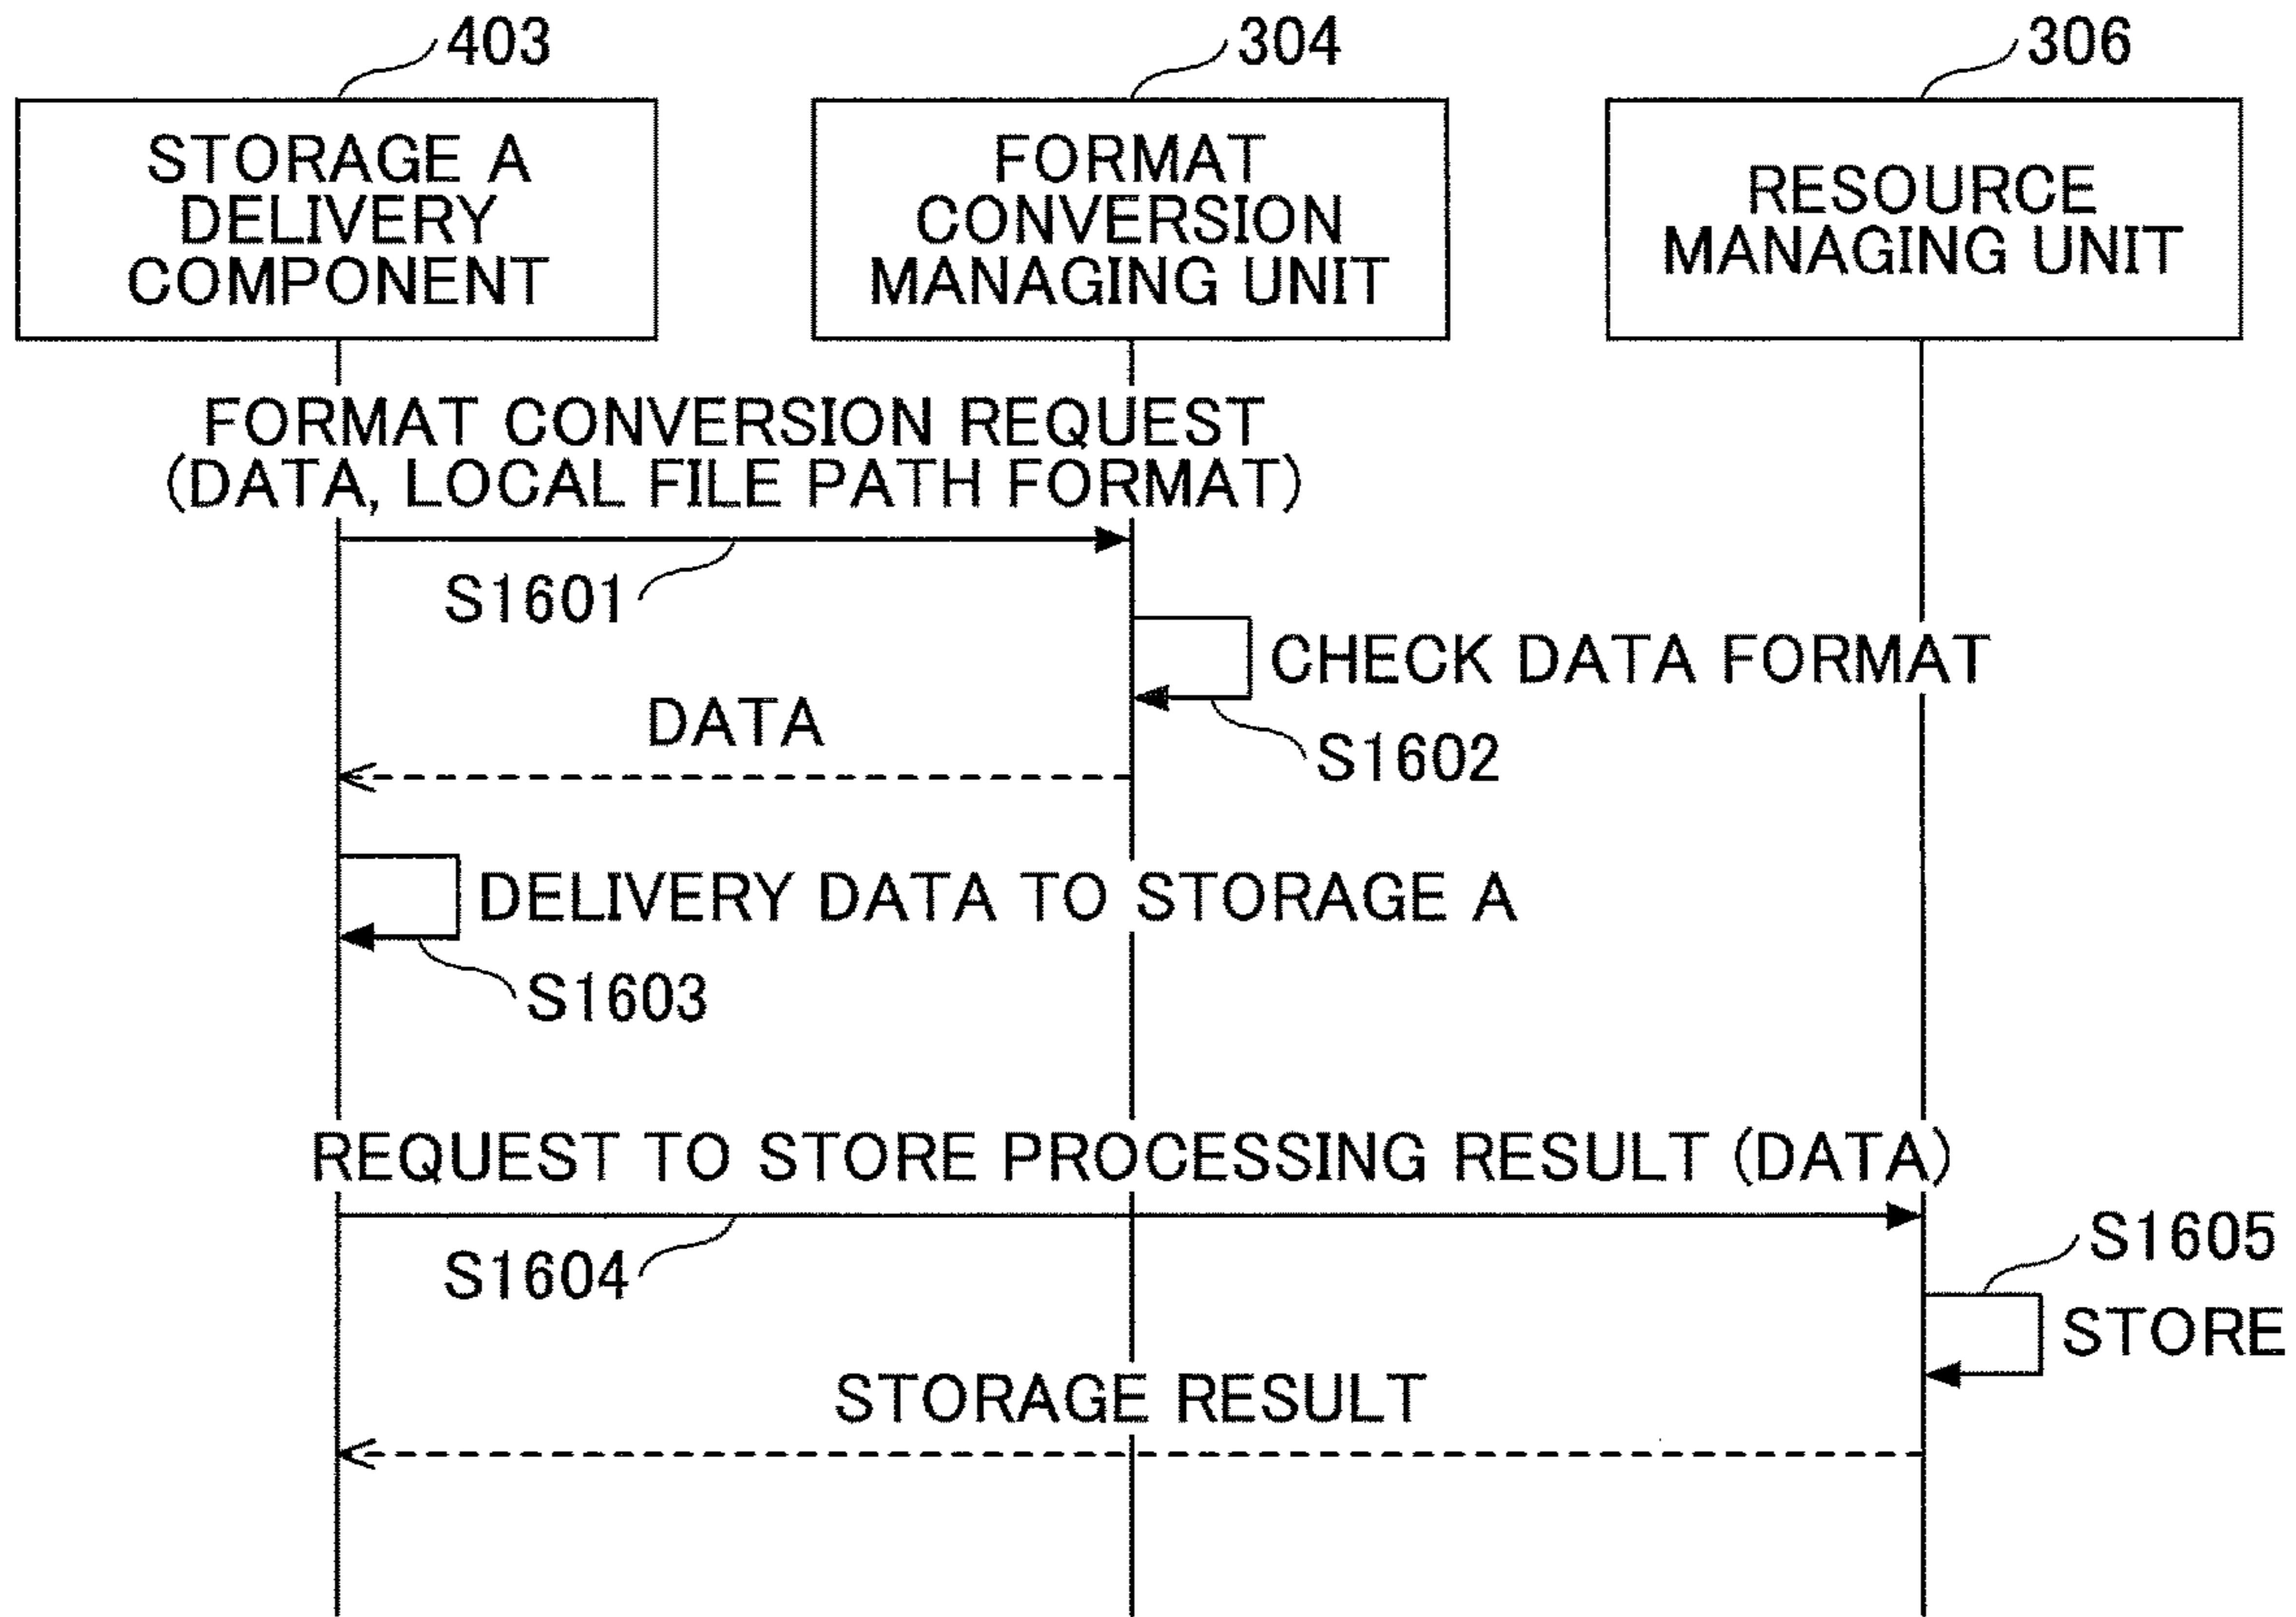 403
304
306
STORAGE A
DELIVERY
COMPONENT
FORMAT
CONVERSION
MANAGING UNIT
RESOURCE
MANAGING UNIT
FORMAT CONVERSION REQUEST
(DATA, LOCAL FILE PATH FORMAT)
S1601
CHECK DATA FORMAT
DATA
S1602
DELIVERY DATA TO STORAGE A
S1603
REQUEST TO STORE PROCESSING RESULT (DATA)
S1604
S1605
STORE
STORAGE RESULT